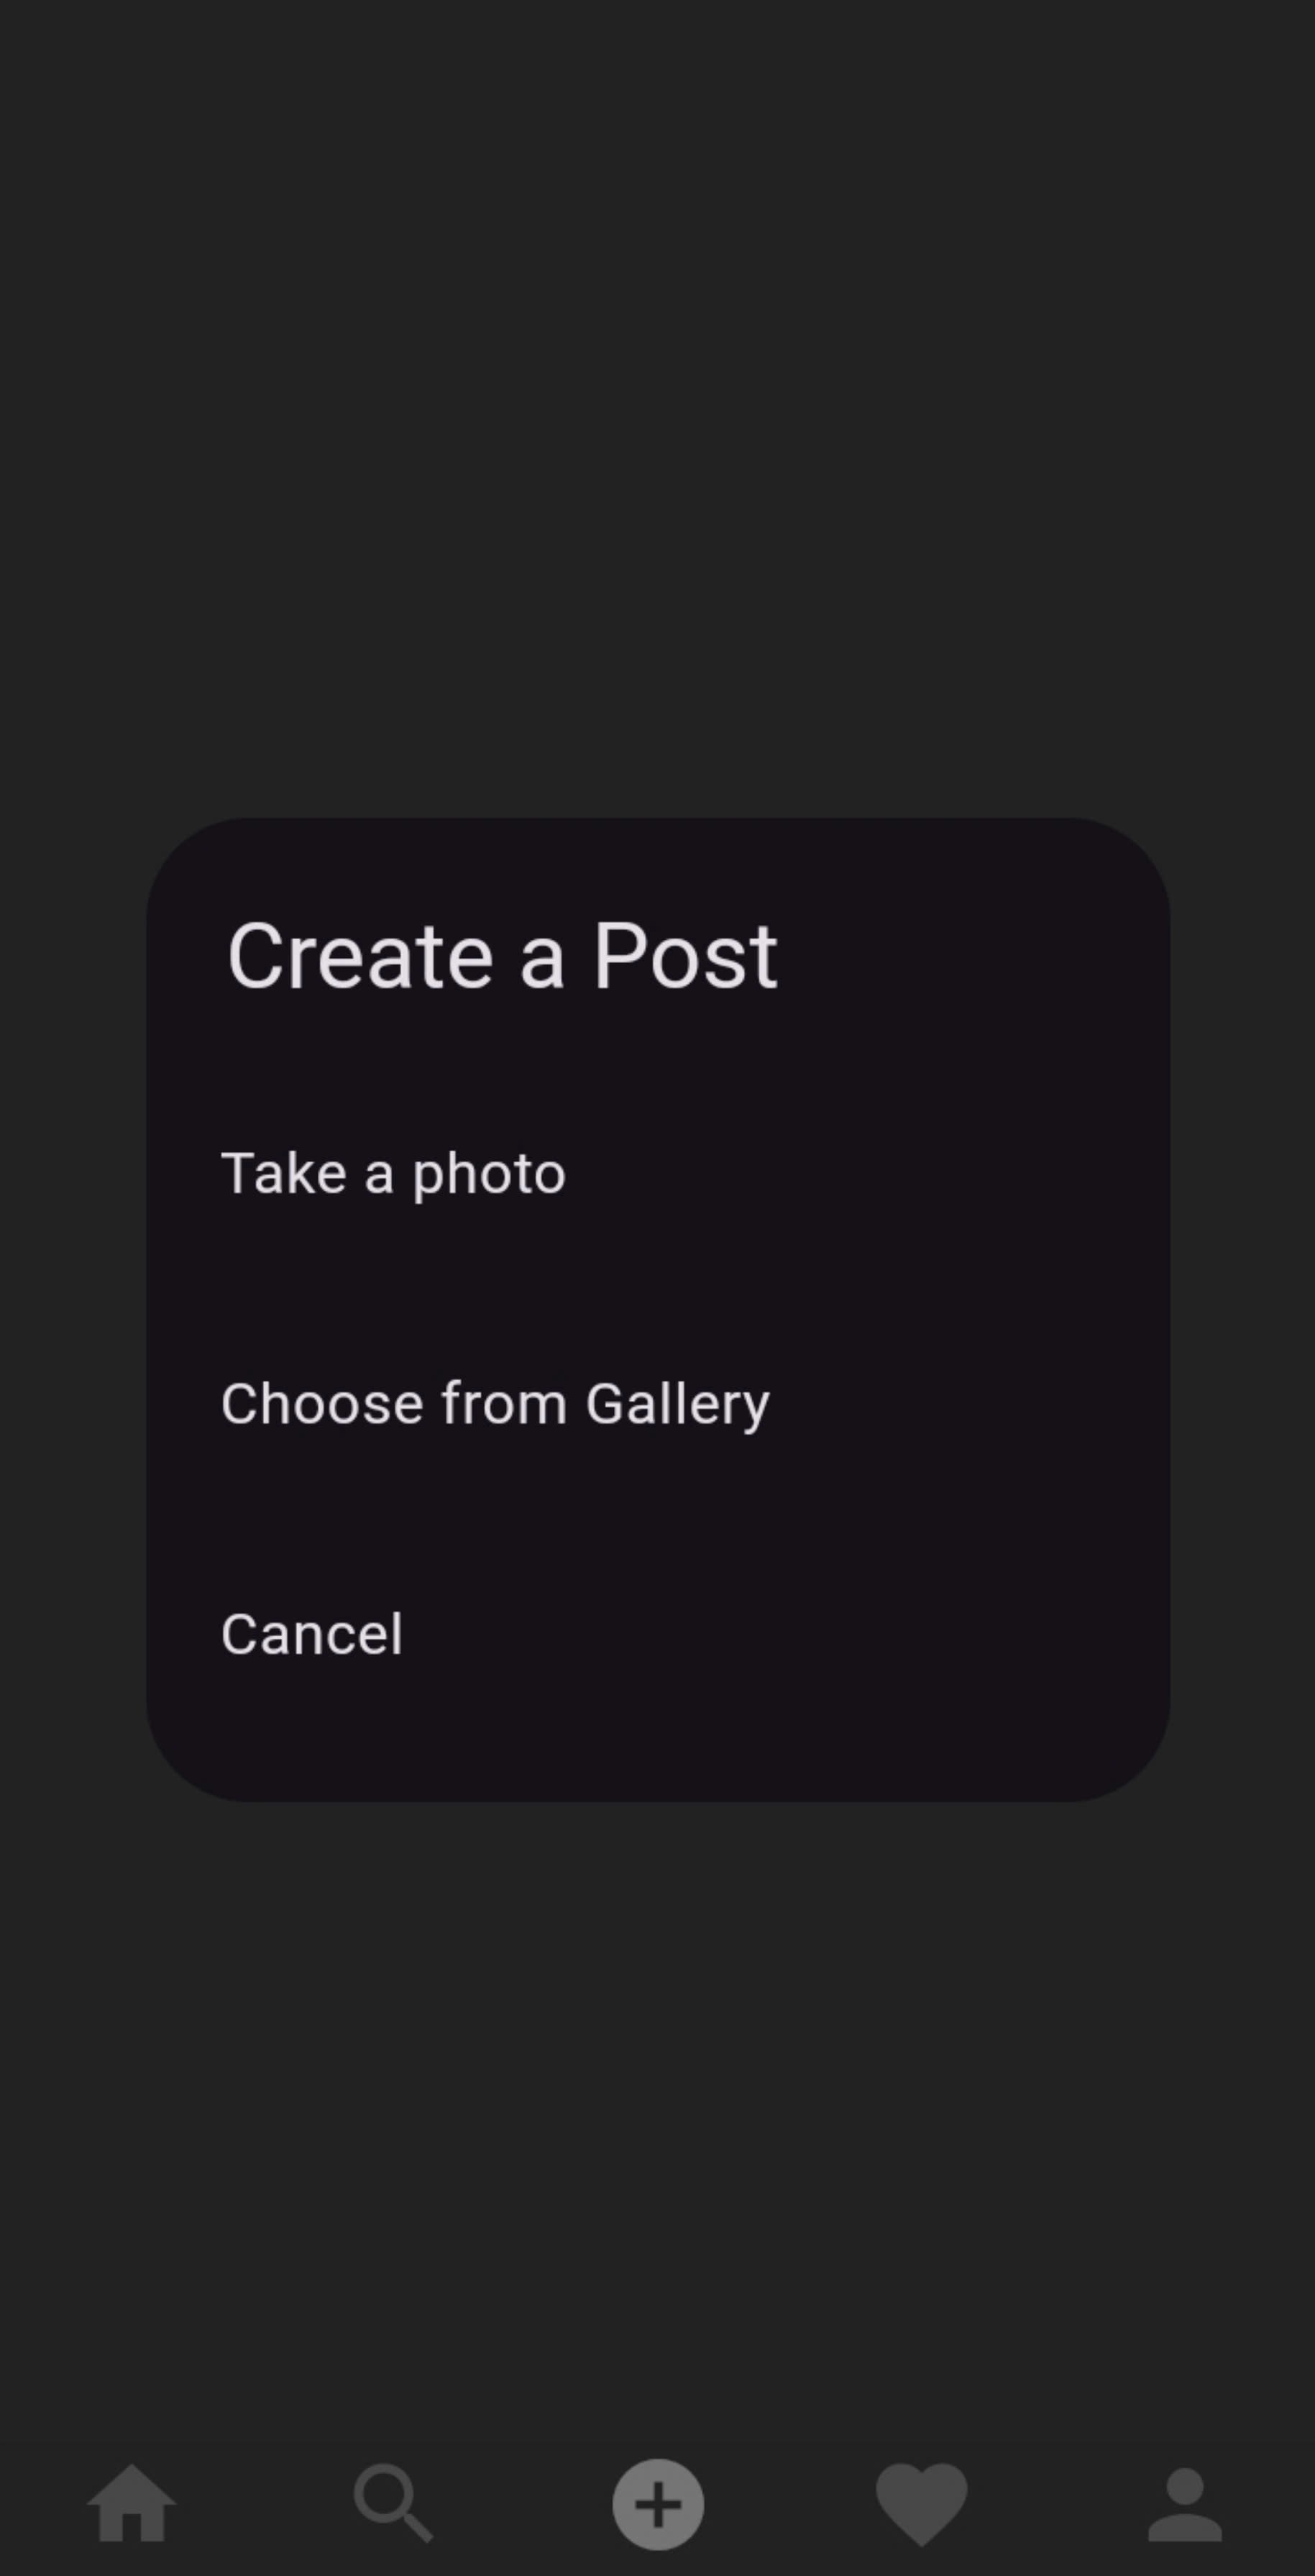 Create a Post
Take a photo
Choose from Gallery
Cancel